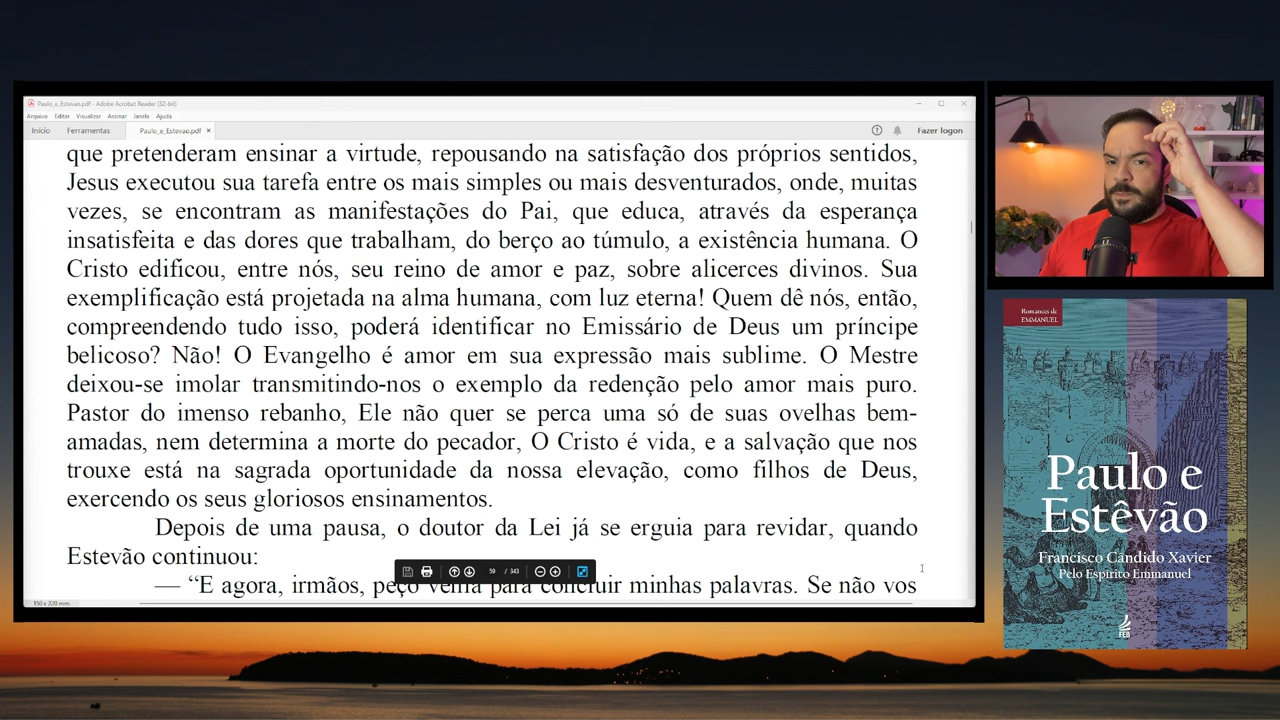 Paulo_e_Estevao.pdf - Adobe Acrobat Reader (32-bit)
Arquivo Editar Visualizar Assinar Janela Ajuda
Início Ferramentas Paulo_e_Estevao.pdf × Fazer logon
que pretenderam ensinar a virtude, repousando na satisfação dos próprios sentidos,
Jesus executou sua tarefa entre os mais simples ou mais desventurados, onde, muitas
vezes, se encontram as manifestações do Pai, que educa, através da esperança
insatisfeita e das dores que trabalham, do berço ao túmulo, a existência humana. O
Cristo edificou, entre nós, seu reino de amor e paz, sobre alicerces divinos. Sua
exemplificação está projetada na alma humana, com luz eterna! Quem dê nós, então,
compreendendo tudo isso, poderá identificar no Emissário de Deus um príncipe
belicoso? Não! O Evangelho é amor em sua expressão mais sublime. O Mestre
deixou-se imolar transmitindo-nos o exemplo da redenção pelo amor mais puro.
Pastor do imenso rebanho, Ele não quer se perca uma só de suas ovelhas bem-
amadas, nem determina a morte do pecador, O Cristo é vida, e a salvação que nos
trouxe está na sagrada oportunidade da nossa elevação, como filhos de Deus,
exercendo os seus gloriosos ensinamentos.
Depois de uma pausa, o doutor da Lei já se erguia para revidar, quando
Estevão continuou:
— “E agora, irmãos, peço vênia para concluir minhas palavras. Se não vos
59 / 343
150 x 220 mm
Romances de
EMMANUEL
Paulo e
Estêvão
Francisco Cândido Xavier
Pelo Espírito Emmanuel
FEB